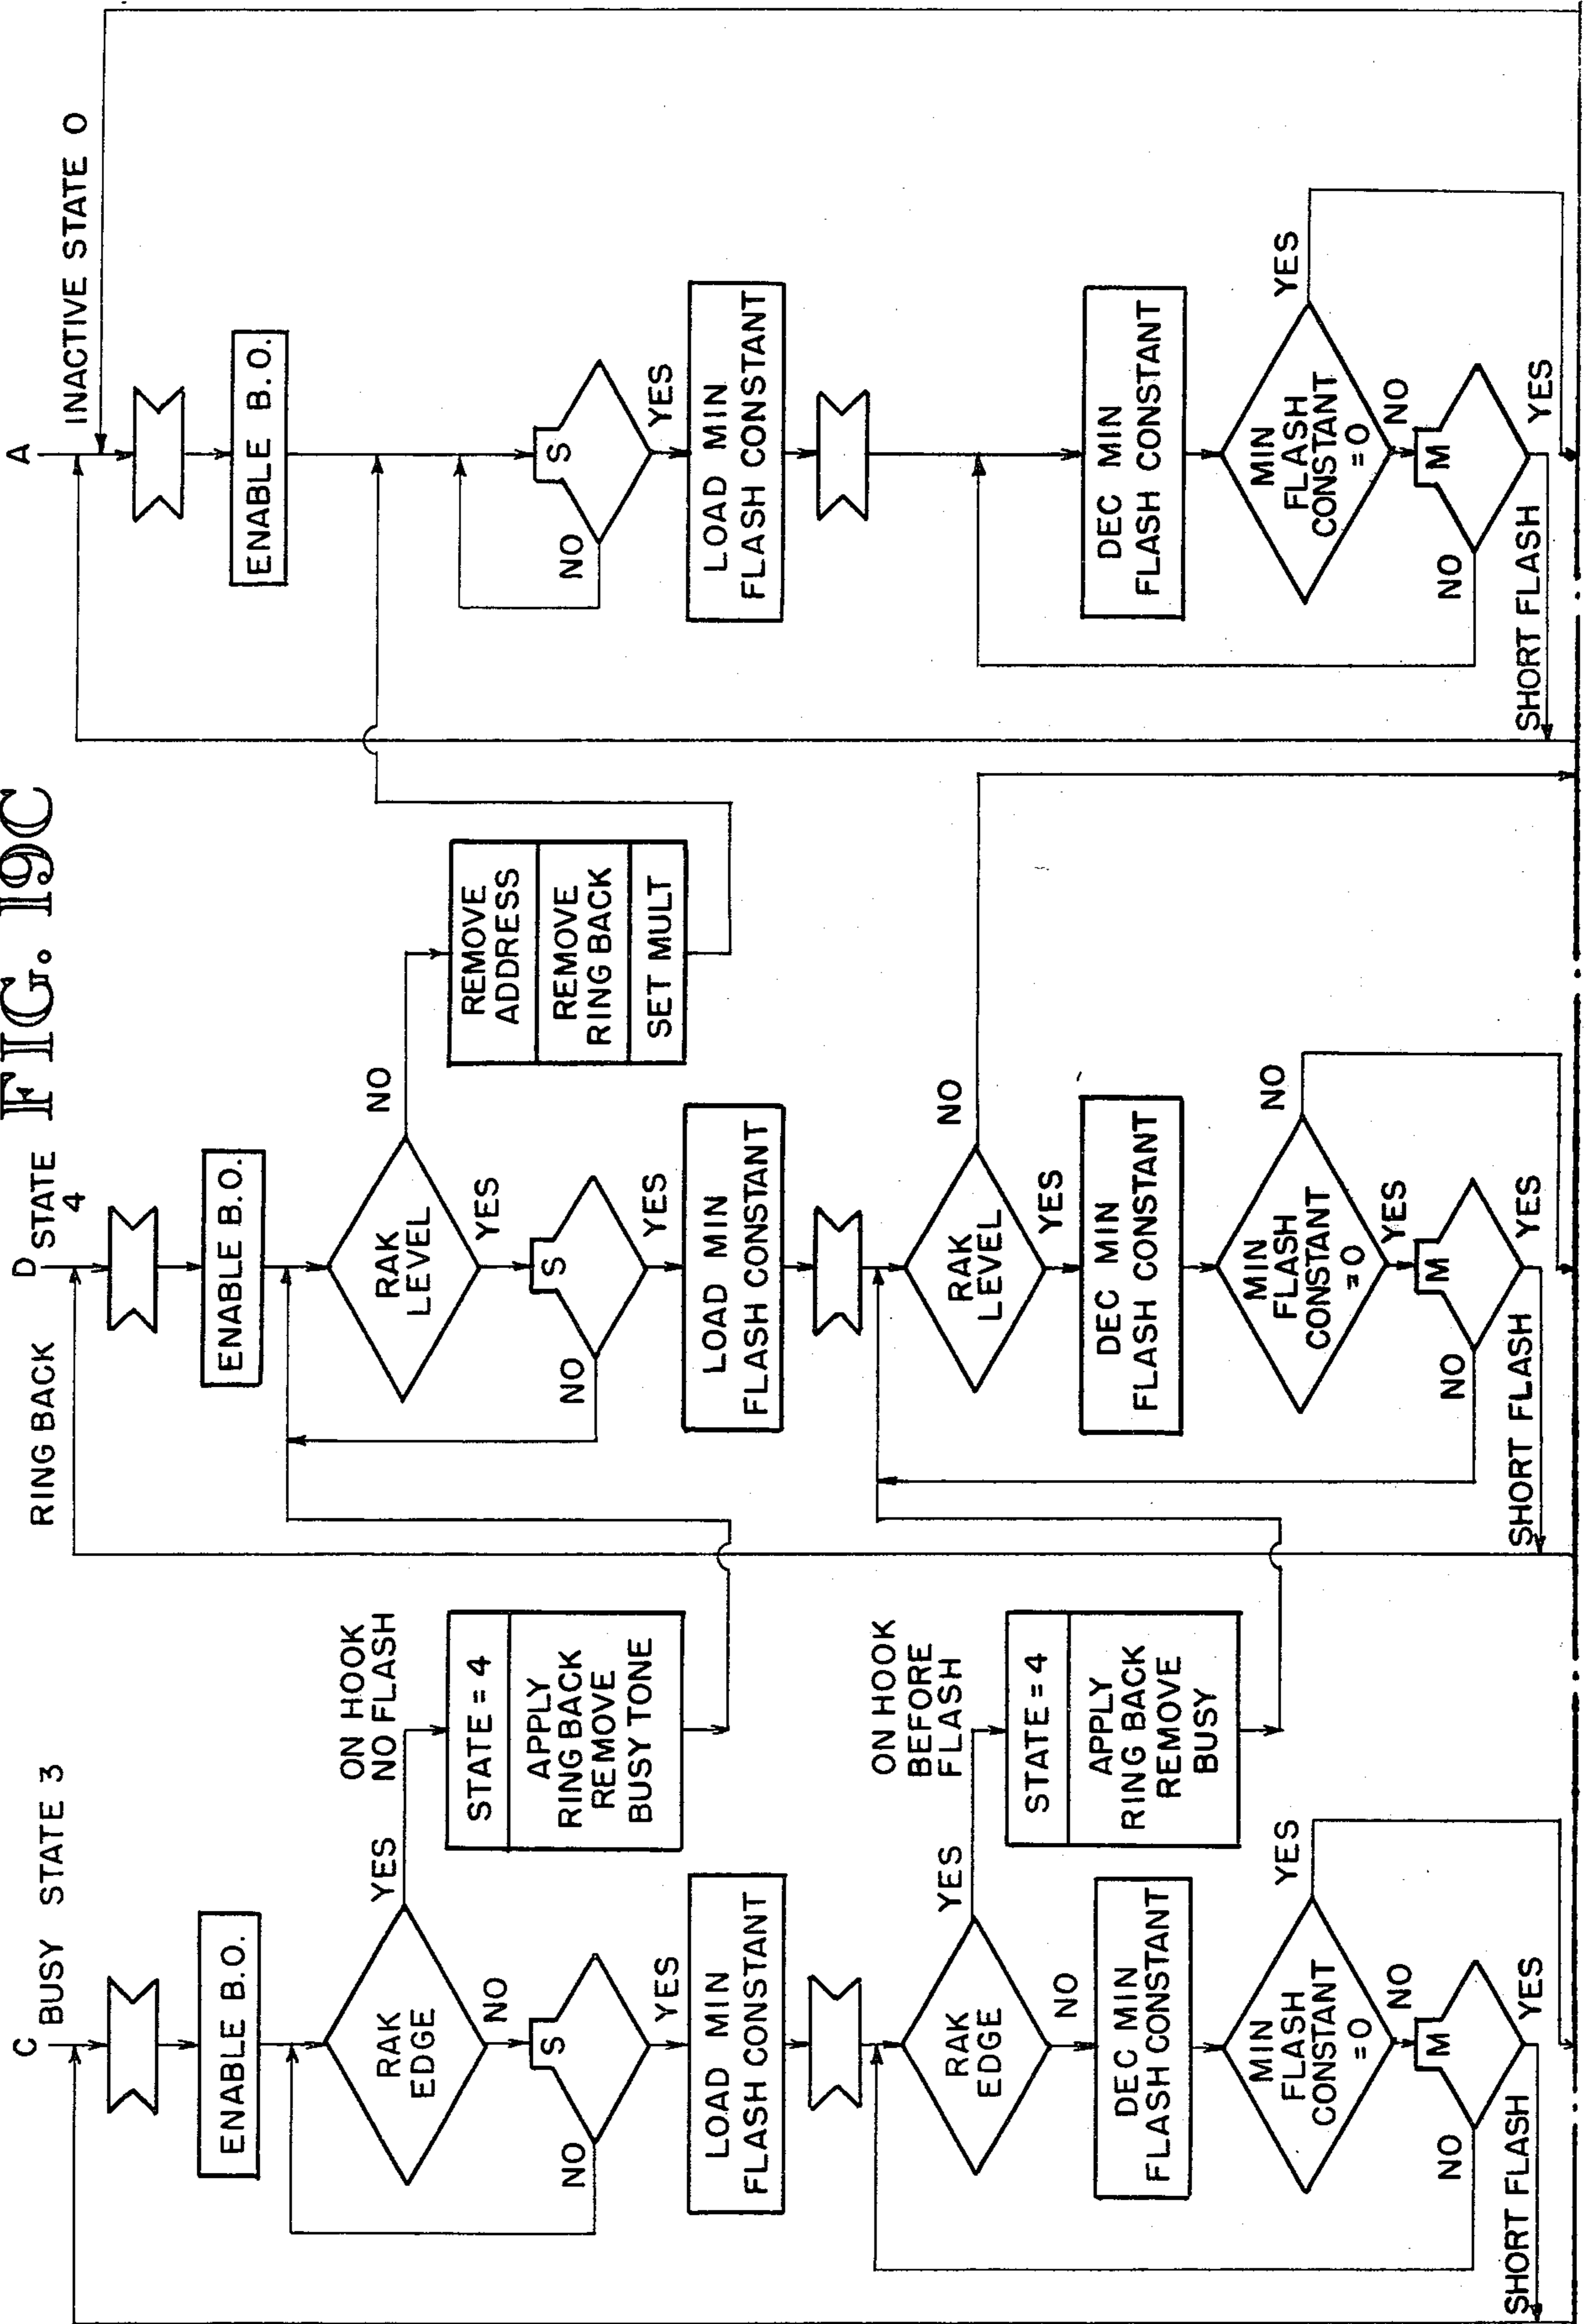 FIG. 19C
C
BUSY STATE 3
ENABLE B.O.
RAK
EDGE
YES
NO
ON HOOK
NO FLASH
STATE = 4
APPLY
RING BACK
REMOVE
BUSY TONE
S
NO
YES
LOAD MIN
FLASH CONSTANT
RAK
EDGE
YES
NO
ON HOOK
BEFORE
FLASH
STATE = 4
APPLY
RING BACK
REMOVE
BUSY
DEC MIN
FLASH CONSTANT
MIN
FLASH
CONSTANT
= 0
YES
NO
M
NO
YES
SHORT FLASH
RING BACK
D
STATE
4
ENABLE B.O.
RAK
LEVEL
NO
YES
REMOVE
ADDRESS
REMOVE
RING BACK
SET MULT
S
NO
YES
LOAD MIN
FLASH CONSTANT
RAK
LEVEL
NO
YES
DEC MIN
FLASH CONSTANT
MIN
FLASH
CONSTANT
= 0
NO
YES
M
NO
YES
SHORT FLASH
A
INACTIVE STATE 0
ENABLE B.O.
S
NO
YES
LOAD MIN
FLASH CONSTANT
DEC MIN
FLASH CONSTANT
MIN
FLASH
CONSTANT
= 0
YES
NO
M
NO
YES
SHORT FLASH